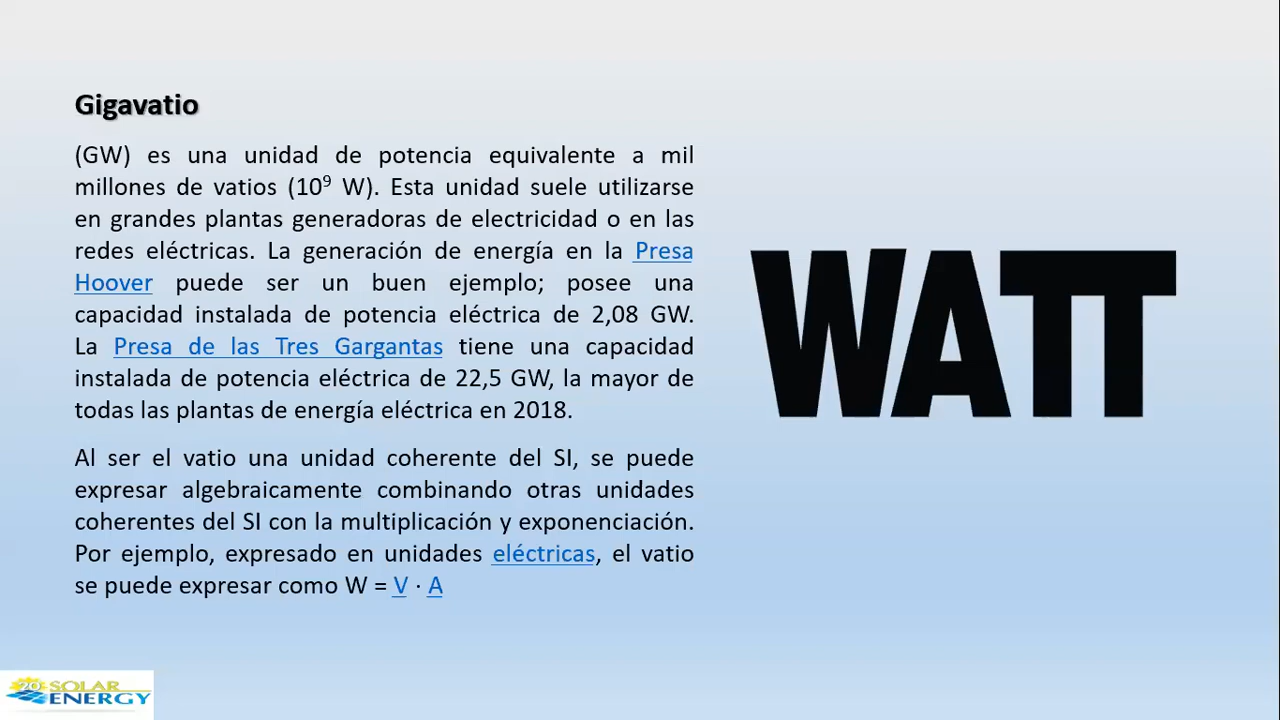 Gigavatio
(GW) es una unidad de potencia equivalente a mil
millones de vatios (10⁹ W). Esta unidad suele utilizarse
en grandes plantas generadoras de electricidad o en las
redes eléctricas. La generación de energía en la Presa
Hoover puede ser un buen ejemplo; posee una
capacidad instalada de potencia eléctrica de 2,08 GW.
La Presa de las Tres Gargantas tiene una capacidad
instalada de potencia eléctrica de 22,5 GW, la mayor de
todas las plantas de energía eléctrica en 2018.
Al ser el vatio una unidad coherente del SI, se puede
expresar algebraicamente combinando otras unidades
coherentes del SI con la multiplicación y exponenciación.
Por ejemplo, expresado en unidades eléctricas, el vatio
se puede expresar como W = V · A
WATT
20 SOLAR
ENERGY